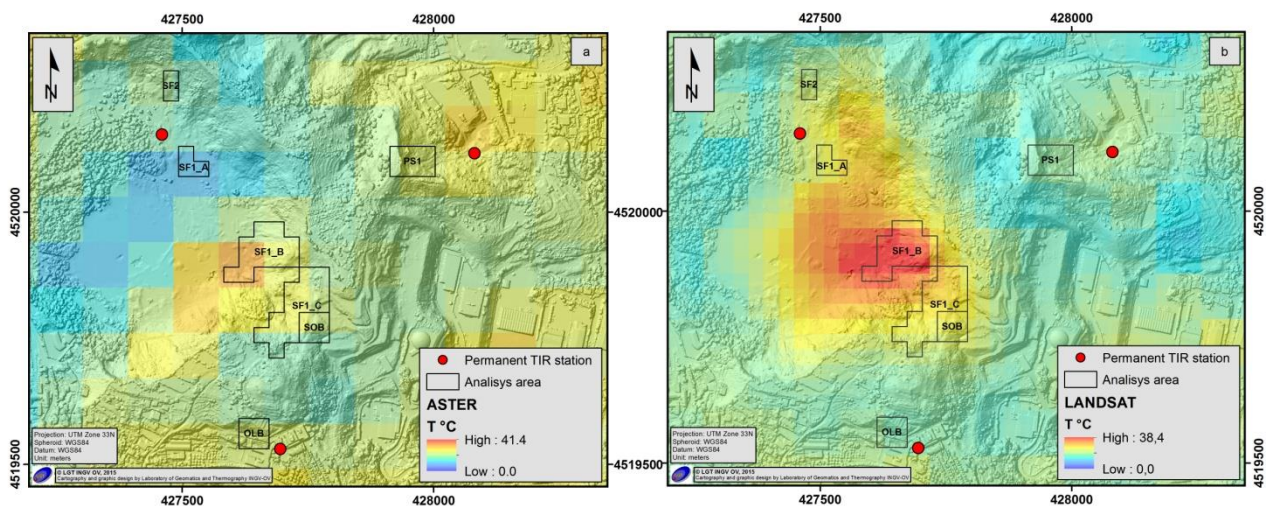 427500
428000
a
N
SF2
SF1_A
PS1
4520000
SF1_B
SF1_C
SOB
Permanent TIR station
Analisys area
ASTER
T °C
High : 41.4
Low : 0.0
OLB
Projection: UTM Zone 33N
Spheroid: WGS84
Datum: WGS84
Unit: meters
© LGT INGV OV, 2015
Cartography and graphic design by Laboratory of Geomatics and Thermography INGV-OV
4519500
427500
428000
427500
428000
b
N
SF2
SF1_A
PS1
4520000
4520000
SF1_B
SF1_C
SOB
Permanent TIR station
Analisys area
LANDSAT
T °C
High : 38,4
Low : 0,0
OLB
Projection: UTM Zone 33N
Spheroid: WGS84
Datum: WGS84
Unit: meters
© LGT INGV OV, 2015
Cartography and graphic design by Laboratory of Geomatics and Thermography INGV-OV
4519500
427500
428000